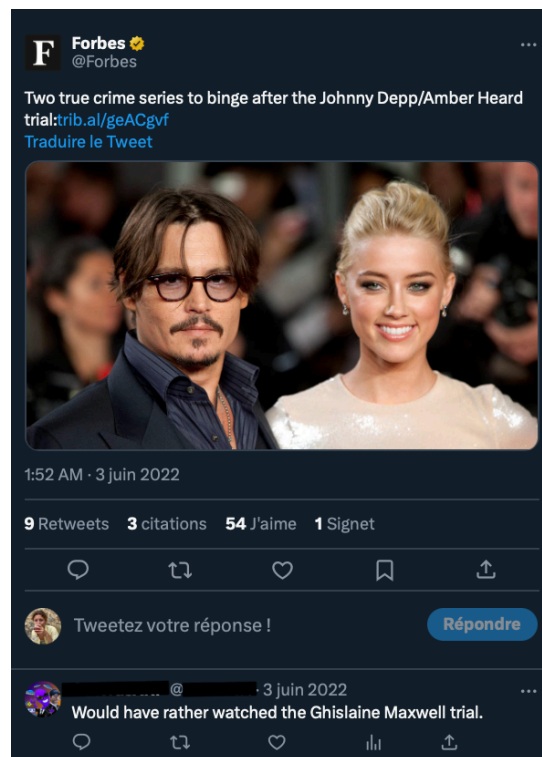 F
Forbes
@Forbes
Two true crime series to binge after the Johnny Depp/Amber Heard
trial:trib.al/geACgvf
Traduire le Tweet
1:52 AM · 3 juin 2022
9 Retweets 3 citations 54 J'aime 1 Signet
Tweetez votre réponse !
Répondre
@ · 3 juin 2022
Would have rather watched the Ghislaine Maxwell trial.